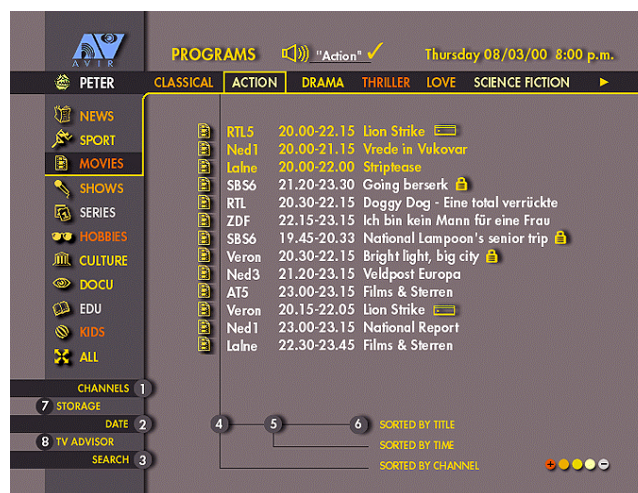 AVIR
PROGRAMS "Action" Thursday 08/03/00 8:00 p.m.
PETER CLASSICAL ACTION DRAMA THRILLER LOVE SCIENCE FICTION
NEWS
SPORT
MOVIES
SHOWS
SERIES
HOBBIES
CULTURE
DOCU
EDU
KIDS
ALL
RTL5 20.00-22.15 Lion Strike
Ned1 20.00-21.15 Vrede in Vukovar
Lalne 20.00-22.00 Striptease
SBS6 21.20-23.30 Going berserk
RTL 20.30-22.15 Doggy Dog - Eine total verrückte
ZDF 22.15-23.15 Ich bin kein Mann für eine Frau
SBS6 19.45-20.33 National Lampoon's senior trip
Veron 20.30-22.15 Bright light, big city
Ned3 21.20-23.15 Veldpost Europa
AT5 23.00-23.15 Films & Sterren
Veron 20.15-22.05 Lion Strike
Ned1 23.00-23.15 National Report
Lalne 22.30-23.45 Films & Sterren
CHANNELS 1
7 STORAGE
DATE 2
8 TV ADVISOR
SEARCH 3
4 5 6 SORTED BY TITLE
SORTED BY TIME
SORTED BY CHANNEL